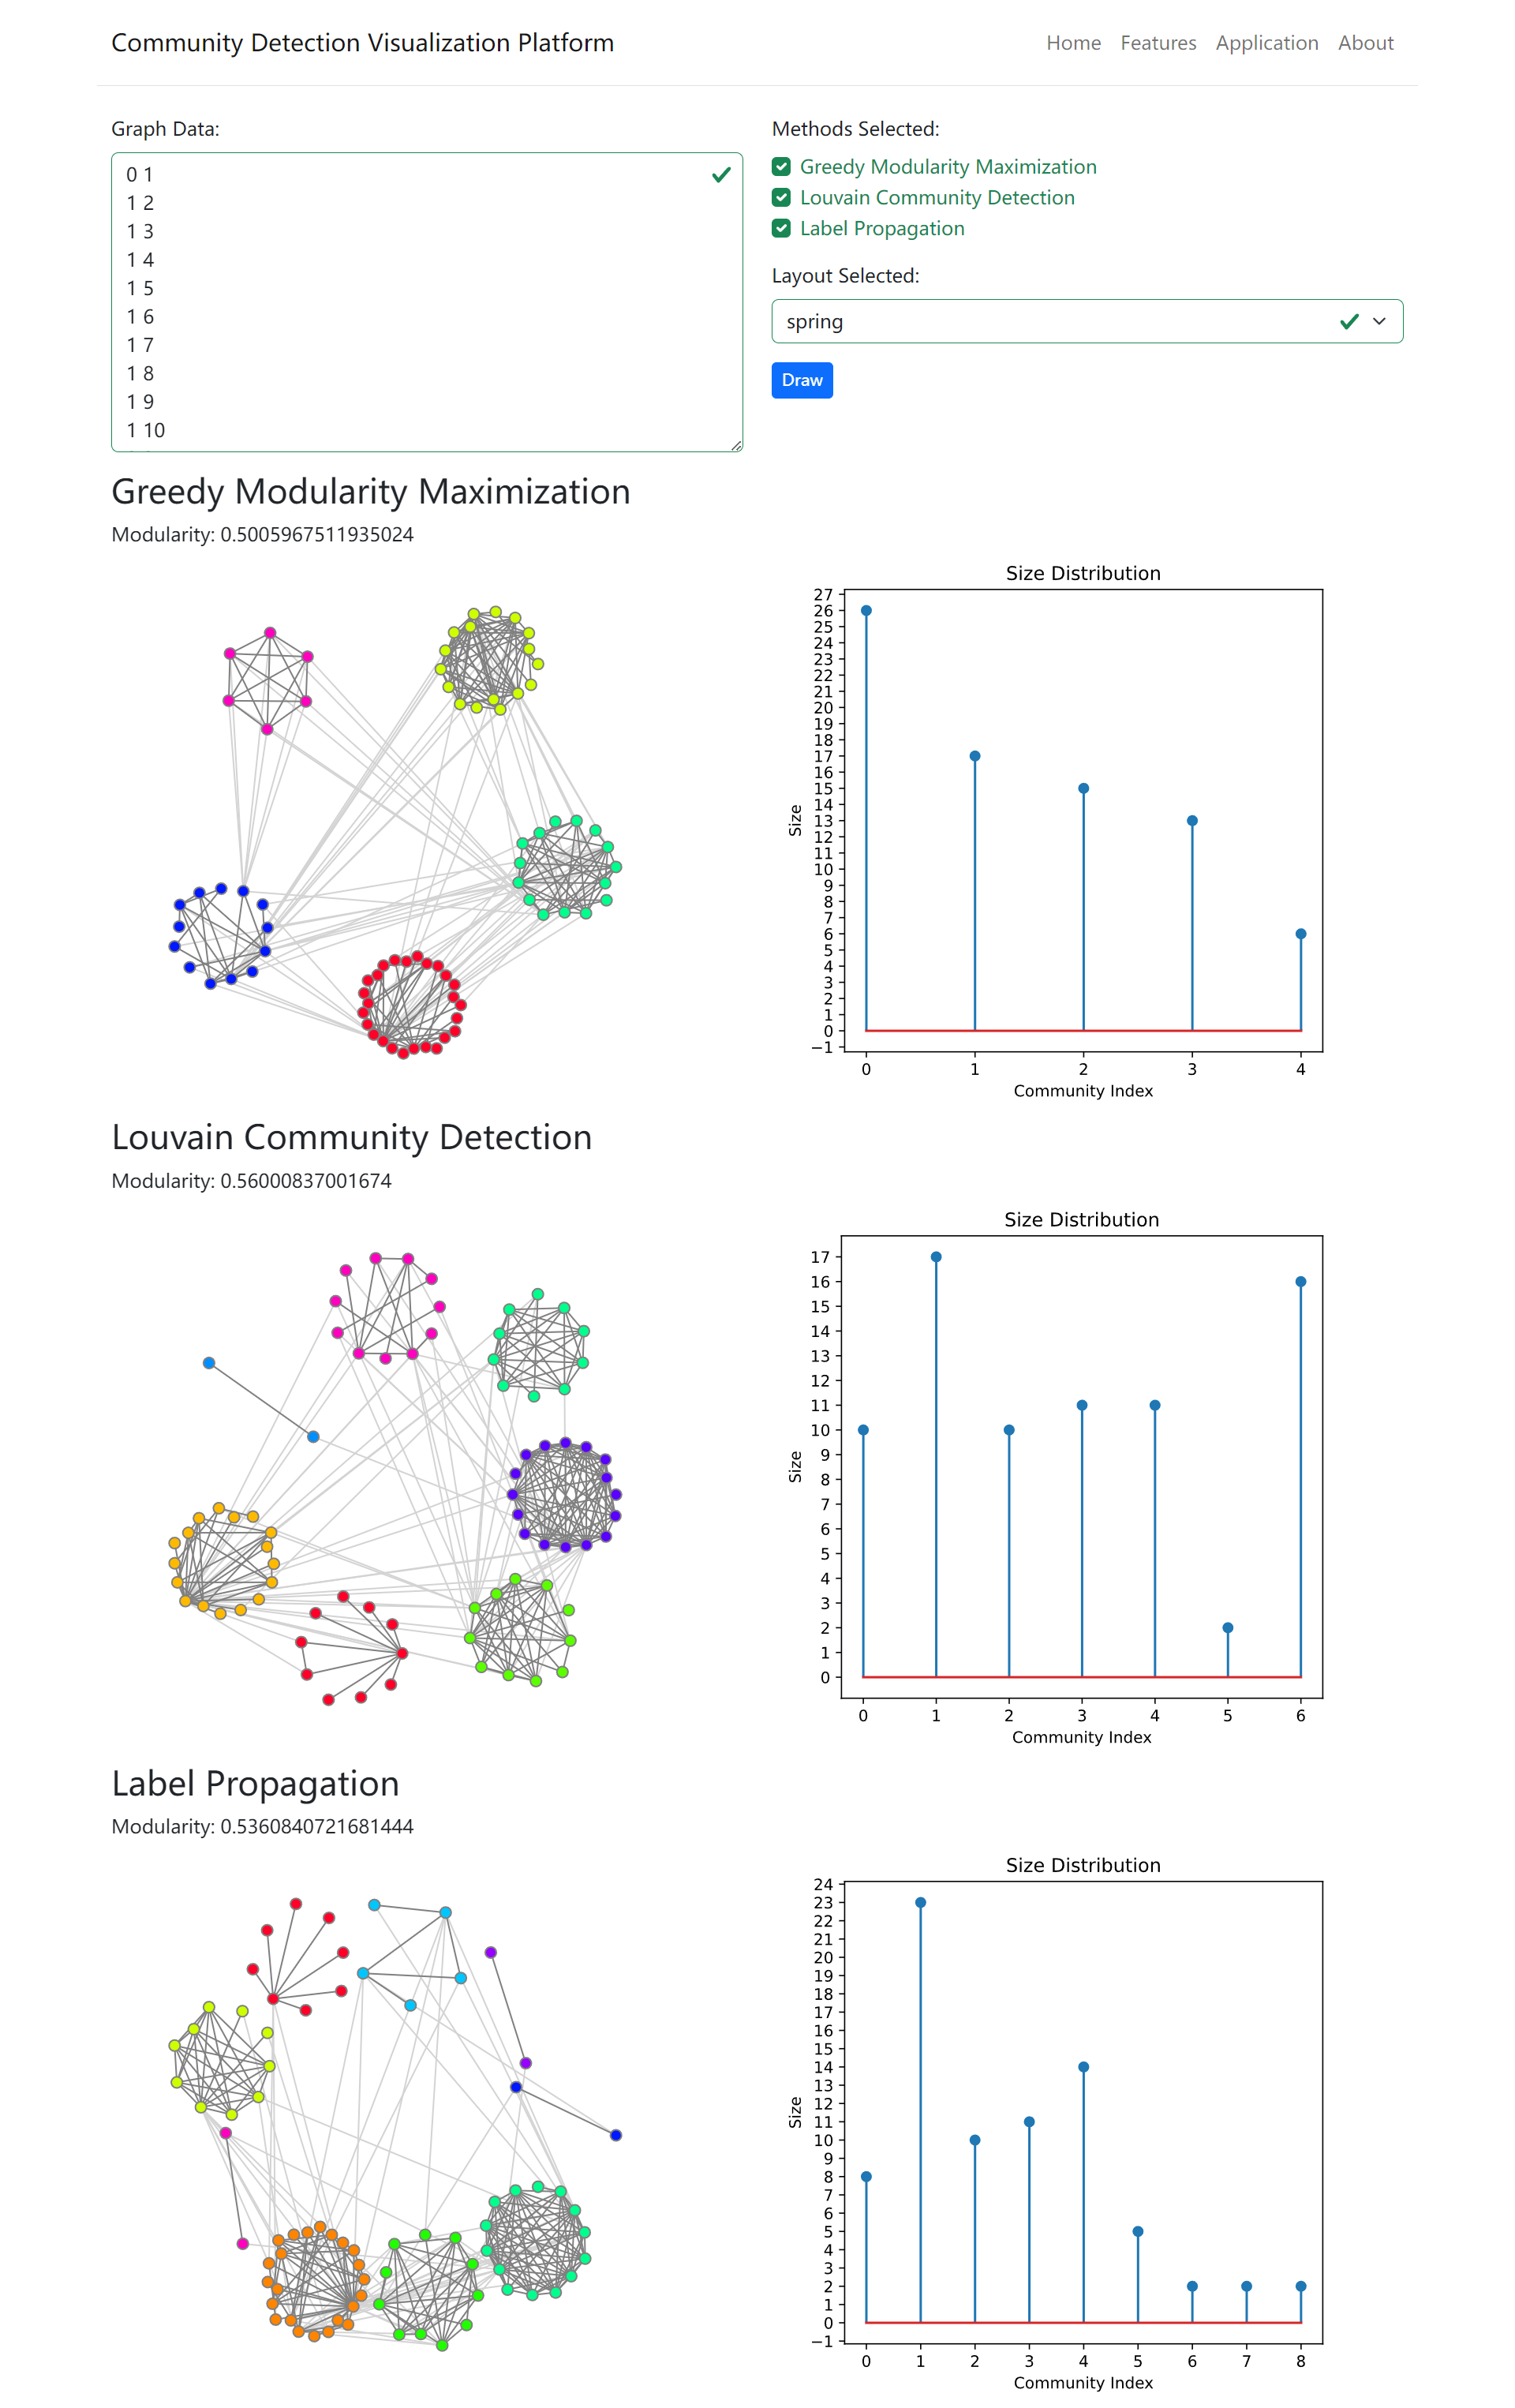 Community Detection Visualization Platform
Home Features Application About
Graph Data:
0 1
1 2
1 3
1 4
1 5
1 6
1 7
1 8
1 9
1 10
Methods Selected:
Greedy Modularity Maximization
Louvain Community Detection
Label Propagation
Layout Selected:
spring
Draw
Greedy Modularity Maximization
Modularity: 0.5005967511935024
Size Distribution
27
26
25
24
23
22
21
20
19
18
17
16
15
14
13
12
11
10
9
8
7
6
5
4
3
2
1
0
−1
Size
0 1 2 3 4
Community Index
Louvain Community Detection
Modularity: 0.56000837001674
Size Distribution
17
16
15
14
13
12
11
10
9
8
7
6
5
4
3
2
1
0
Size
0 1 2 3 4 5 6
Community Index
Label Propagation
Modularity: 0.5360840721681444
Size Distribution
24
23
22
21
20
19
18
17
16
15
14
13
12
11
10
9
8
7
6
5
4
3
2
1
0
−1
Size
0 1 2 3 4 5 6 7 8
Community Index